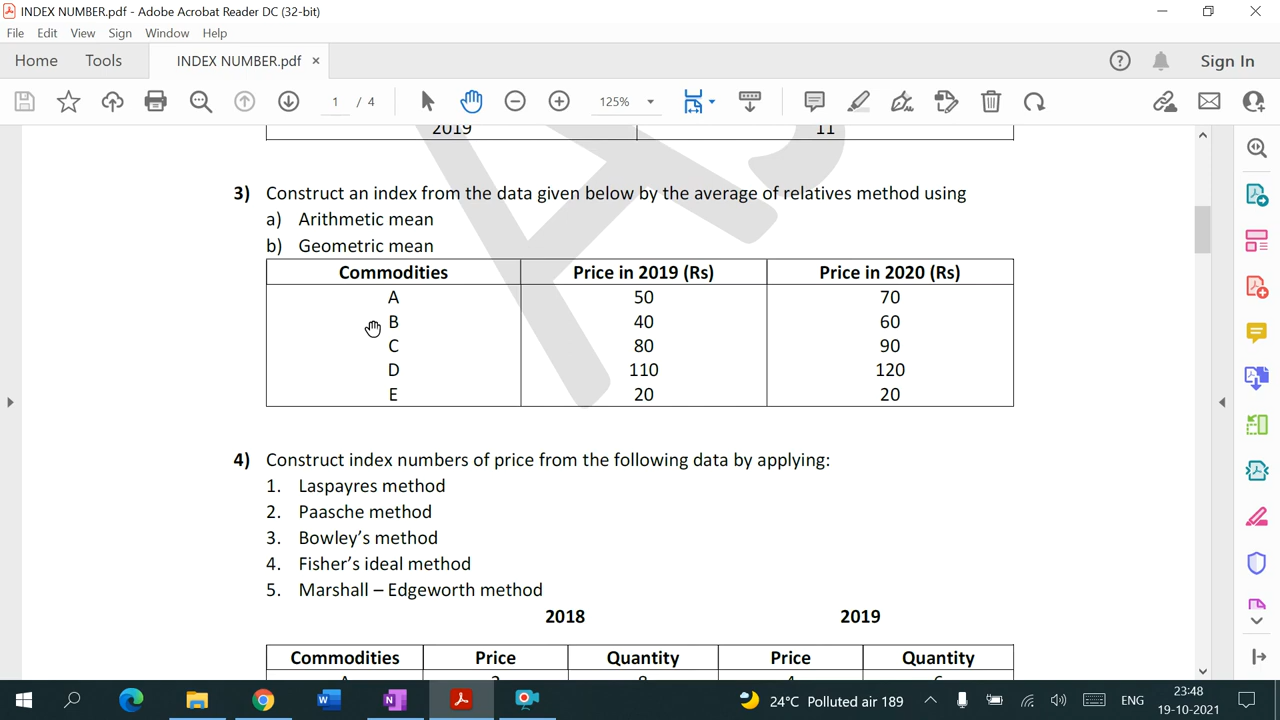 INDEX NUMBER.pdf - Adobe Acrobat Reader DC (32-bit)
File Edit View Sign Window Help
Home Tools INDEX NUMBER.pdf × Sign In
1 / 4 125%
2019 11
3) Construct an index from the data given below by the average of relatives method using
a) Arithmetic mean
b) Geometric mean
Commodities Price in 2019 (Rs) Price in 2020 (Rs)
A 50 70
B 40 60
C 80 90
D 110 120
E 20 20
4) Construct index numbers of price from the following data by applying:
1. Laspayres method
2. Paasche method
3. Bowley's method
4. Fisher's ideal method
5. Marshall – Edgeworth method
2018 2019
Commodities Price Quantity Price Quantity
24°C Polluted air 189 ENG 23:48
19-10-2021